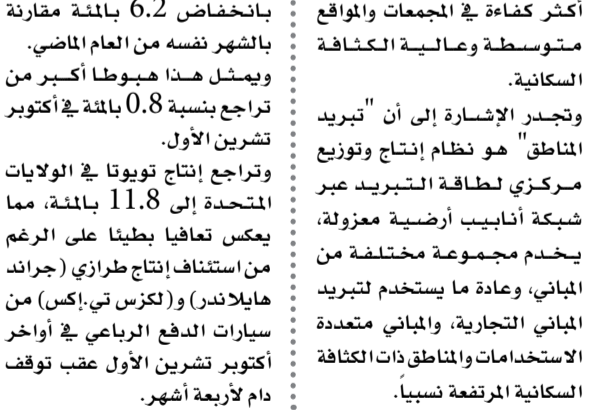 أكثر كفاءة في المجمعات والمواقع
متوسطة وعالية الكثافة
السكانية.
وتجدر الإشارة إلى أن "تبريد
المناطق" هو نظام إنتاج وتوزيع
مركزي لطاقة التبريد عبر
شبكة أنابيب أرضية معزولة،
يخدم مجموعة مختلفة من
المباني، وعادة ما يستخدم لتبريد
المباني التجارية، والمباني متعددة
الاستخدامات والمناطق ذات الكثافة
السكانية المرتفعة نسبياً.
بانخفاض 6.2 بالمئة مقارنة
بالشهر نفسه من العام الماضي.
ويمثل هذا هبوطا أكبر من
تراجع بنسبة 0.8 بالمئة في أكتوبر
تشرين الأول.
وتراجع إنتاج تويوتا في الولايات
المتحدة إلى 11.8 بالمئة، مما
يعكس تعافيا بطيئا على الرغم
من استئناف إنتاج طرازي (جراند
هايلاندر) و(لكزس تي.إكس) من
سيارات الدفع الرباعي في أواخر
أكتوبر تشرين الأول عقب توقف
دام لأربعة أشهر.